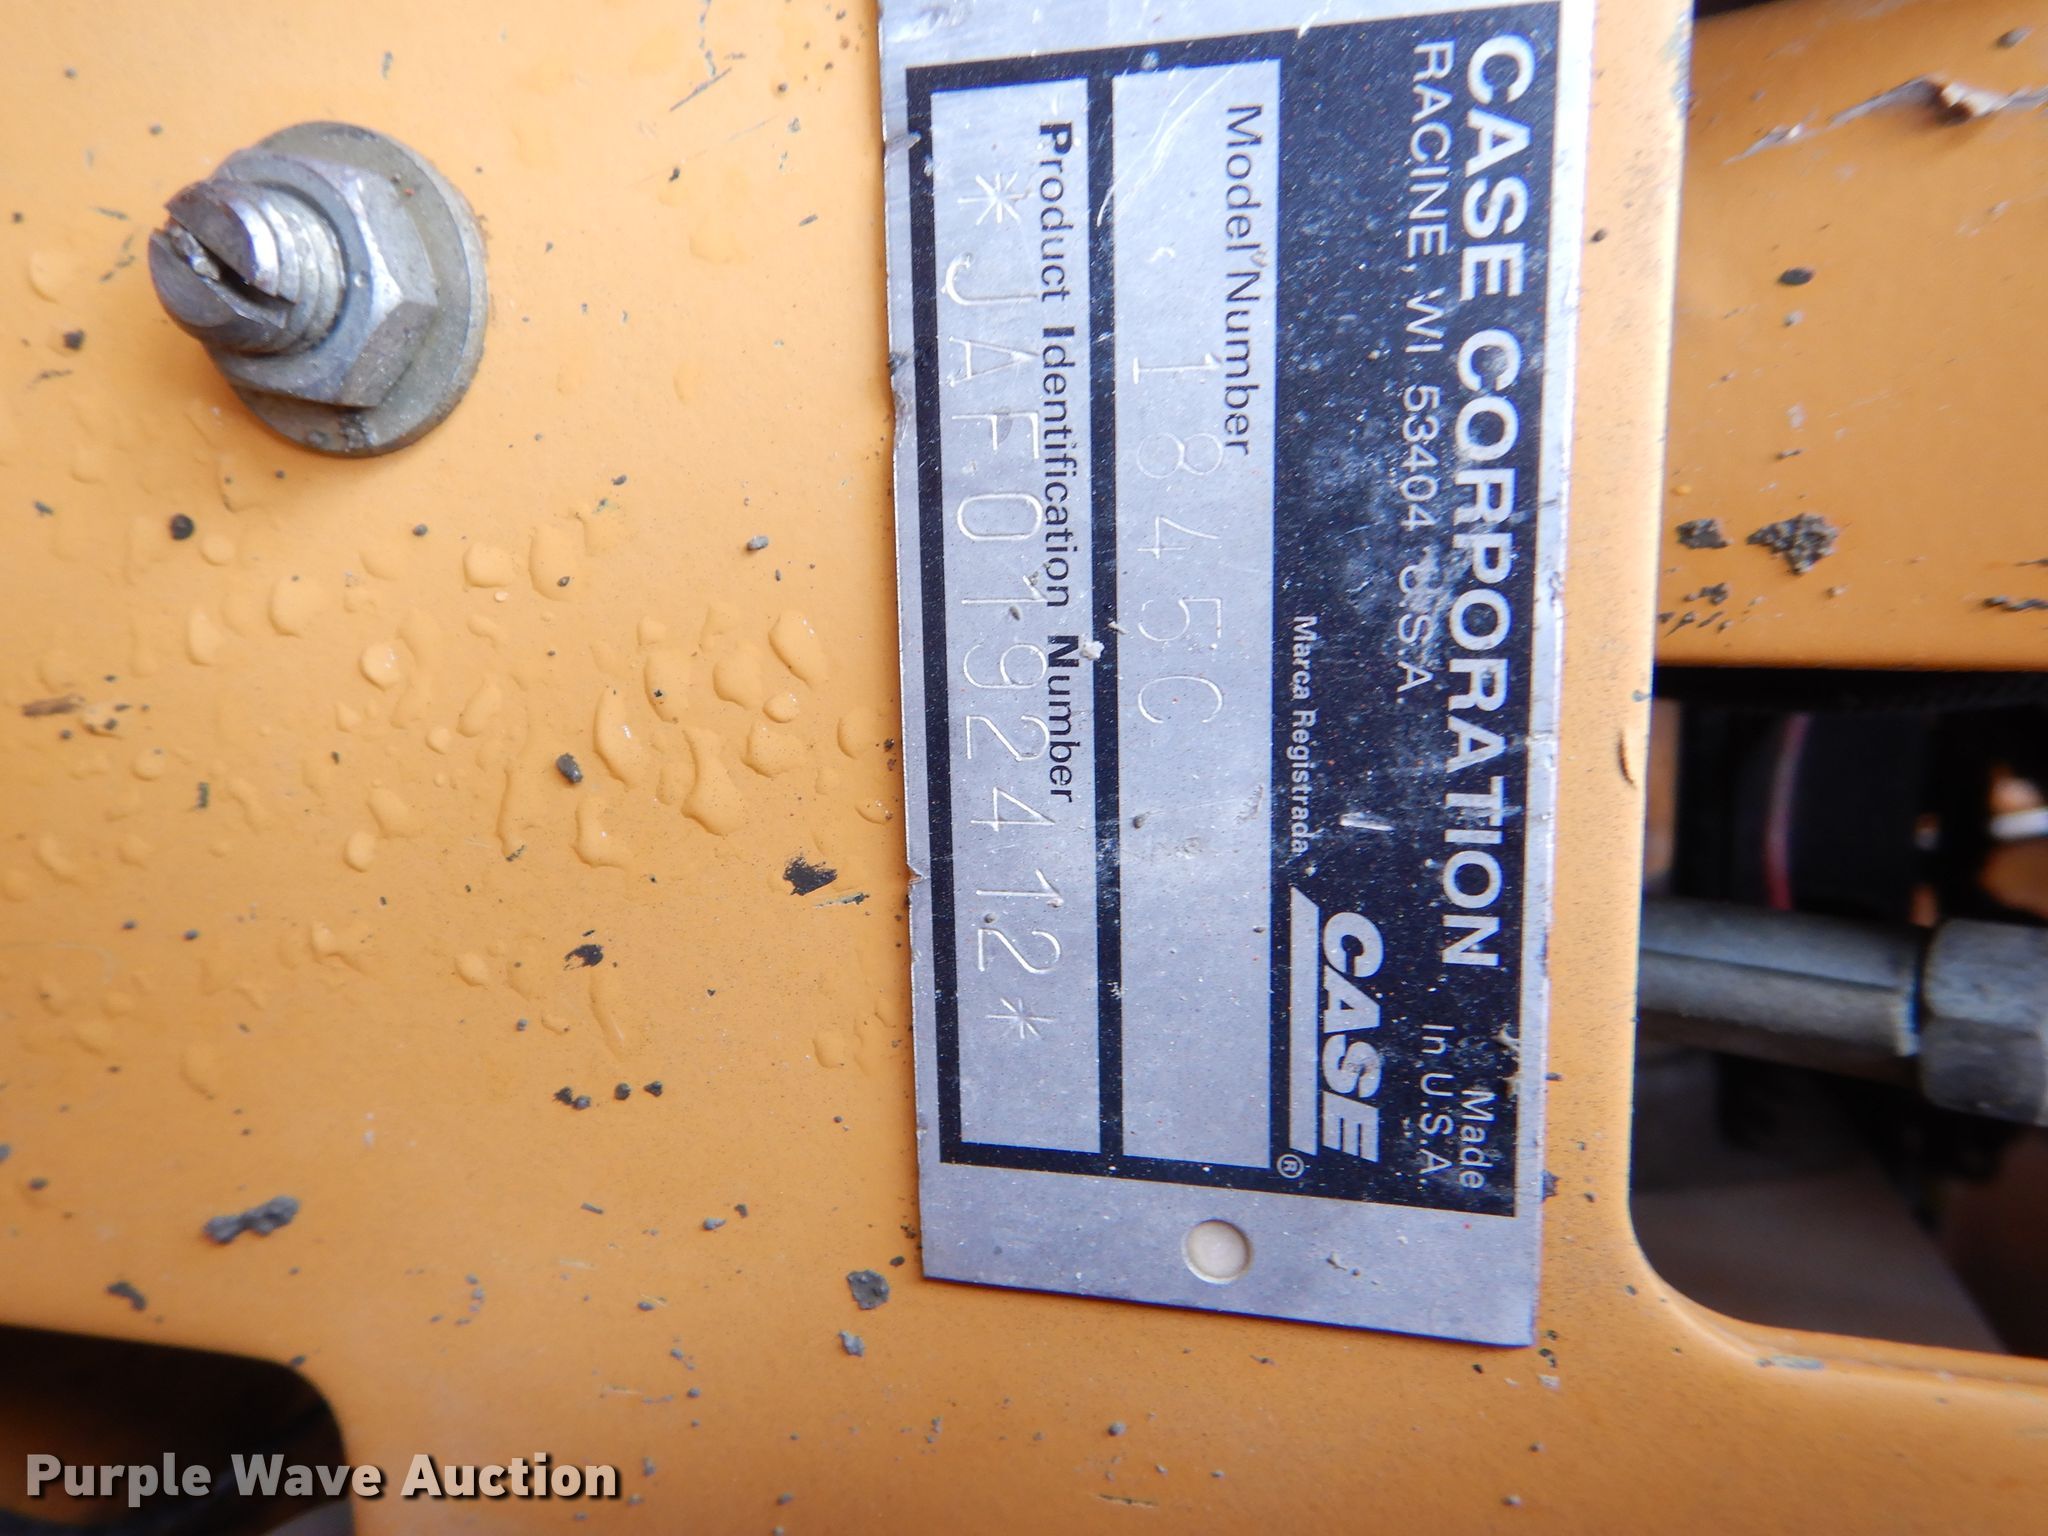 CASE CORPORATION
RACINE, WI 53404 U.S.A.
Made
In U.S.A.
Marca Registrada
CASE®
Model Number
1845C
Product Identification Number
*JAF0192412*
Purple Wave Auction